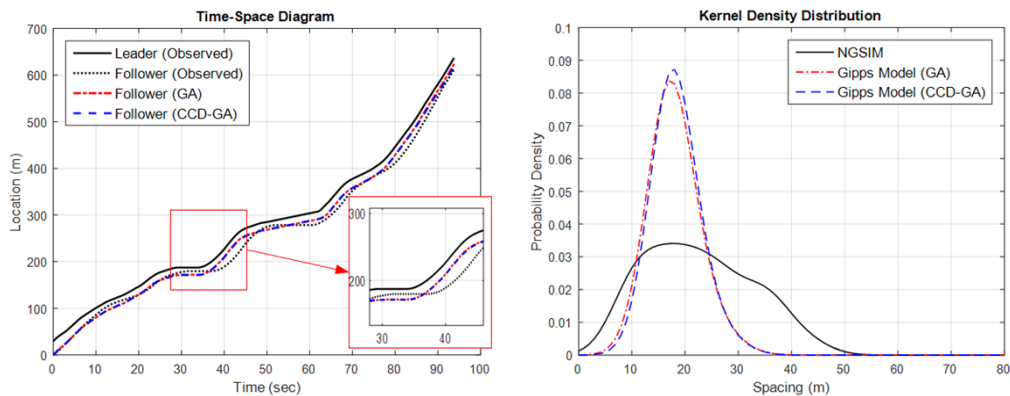 Time-Space Diagram
700
600
500
400
300
200
100
0
Location (m)
Leader (Observed)
Follower (Observed)
Follower (GA)
Follower (CCD-GA)
300
200
30 40
0 10 20 30 40 50 60 70 80 90 100
Time (sec)
Kernel Density Distribution
0.1
0.09
0.08
0.07
0.06
0.05
0.04
0.03
0.02
0.01
0
Probability Density
NGSIM
Gipps Model (GA)
Gipps Model (CCD-GA)
0 10 20 30 40 50 60 70 80
Spacing (m)